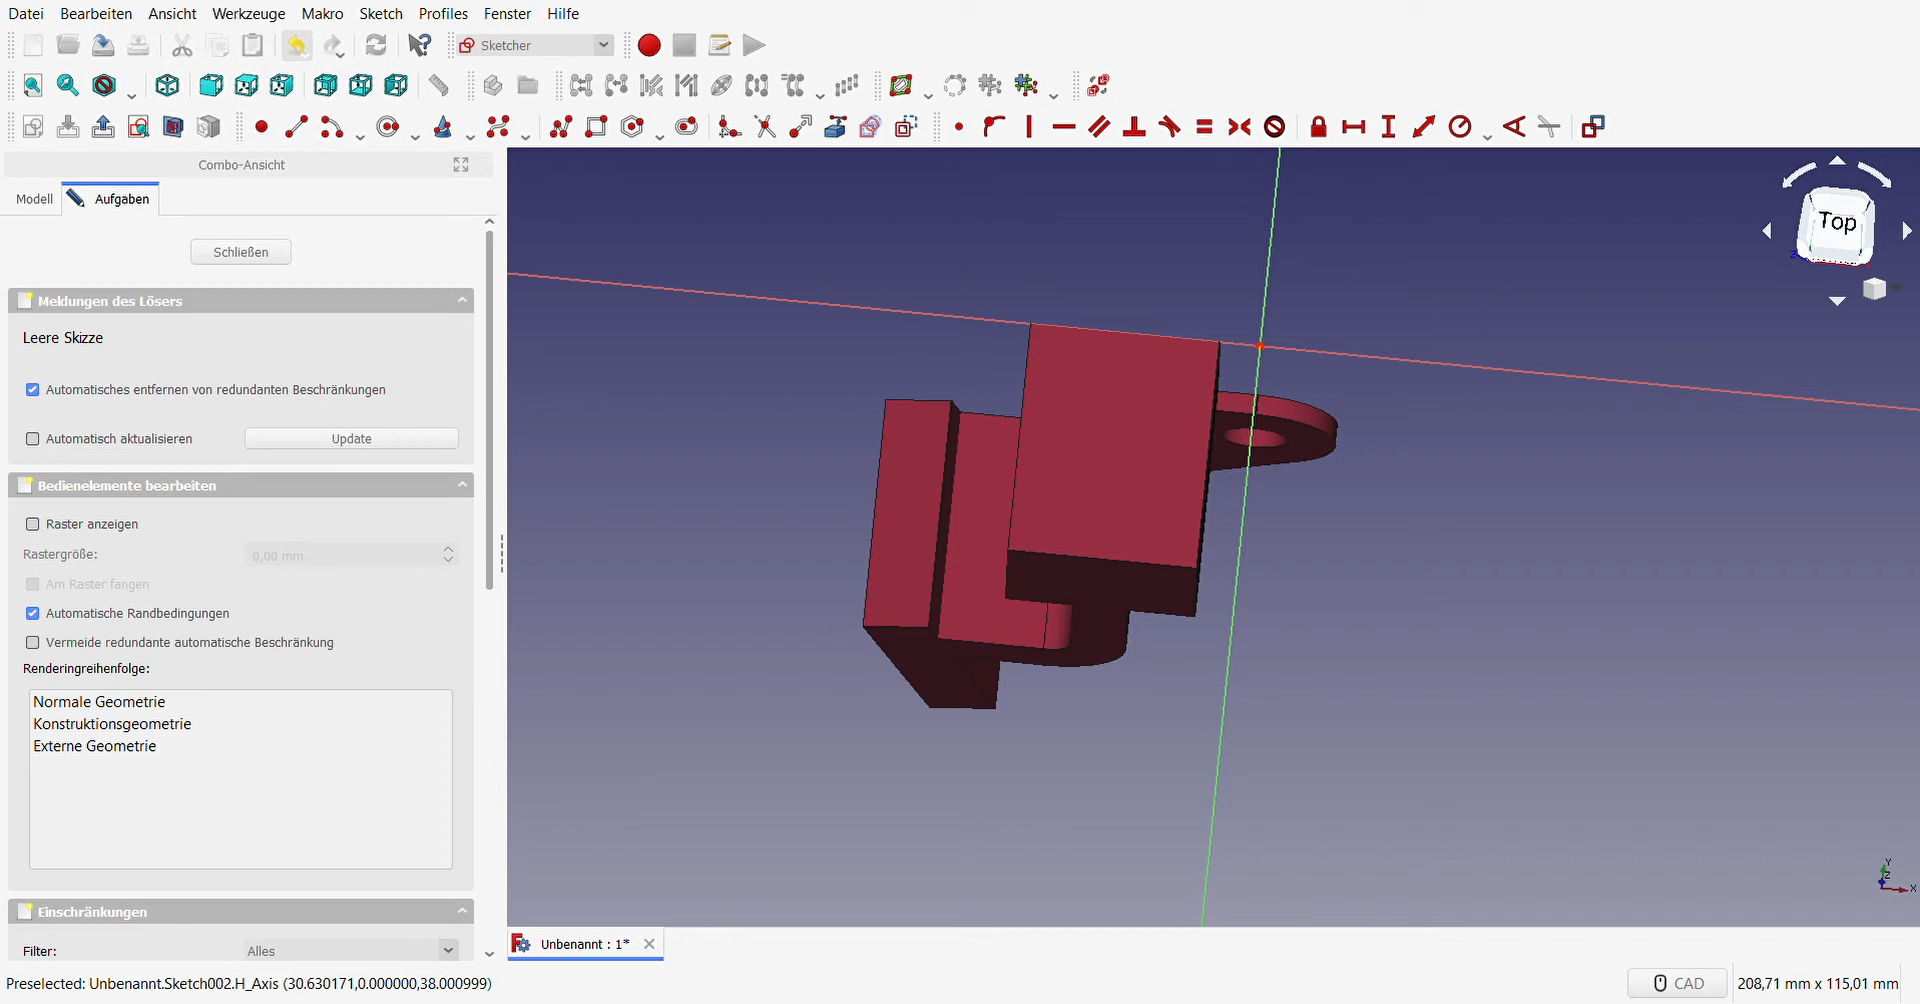 Datei Bearbeiten Ansicht Werkzeuge Makro Sketch Profiles Fenster Hilfe
Sketcher
Combo-Ansicht
Modell Aufgaben
Schließen
Meldungen des Lösers
Leere Skizze
Automatisches entfernen von redundanten Beschränkungen
Automatisch aktualisieren Update
Bedienelemente bearbeiten
Raster anzeigen
Rastergröße: 0,00 mm
Am Raster fangen
Automatische Randbedingungen
Vermeide redundante automatische Beschränkung
Renderingreihenfolge:
Normale Geometrie
Konstruktionsgeometrie
Externe Geometrie
Einschränkungen
Filter: Alles
Top
Y
Z
X
Unbenannt : 1*
Preselected: Unbenannt.Sketch002.H_Axis (30.630171,0.000000,38.000999)
CAD 208,71 mm x 115,01 mm